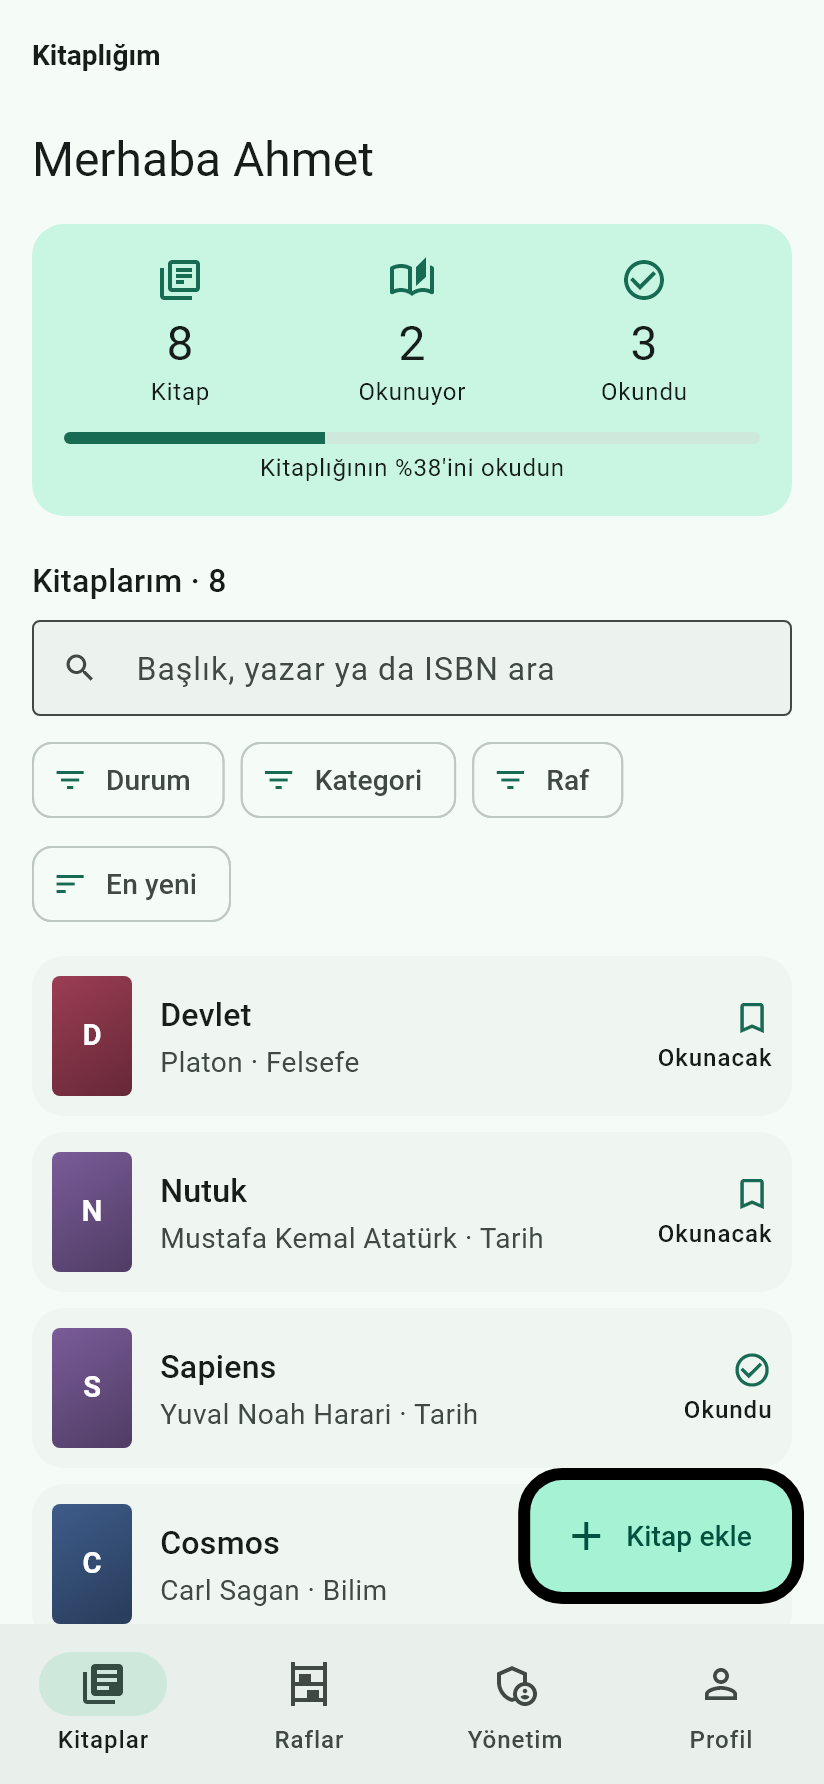 Kitaplığım
Merhaba Ahmet
8 2 3
Kitap Okunuyor Okundu
Kitaplığının %38'ini okudun
Kitaplarım · 8
Başlık, yazar ya da ISBN ara
Durum Kategori Raf
En yeni
D
Devlet
Platon · Felsefe
Okunacak
N
Nutuk
Mustafa Kemal Atatürk · Tarih
Okunacak
S
Sapiens
Yuval Noah Harari · Tarih
Okundu
C
Cosmos
Carl Sagan · Bilim
Kitap ekle
Kitaplar Raflar Yönetim Profil